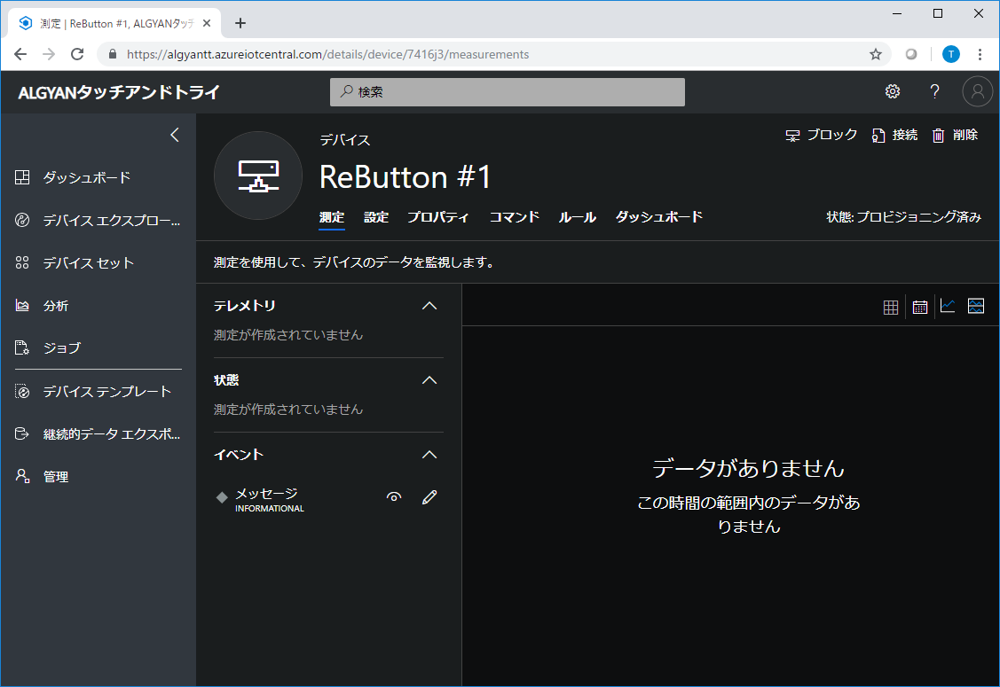 測定 | ReButton #1, ALGYANタッチ
https://algyantt.azureiotcentral.com/details/device/7416j3/measurements
T
ALGYANタッチアンドトライ
検索
?
ダッシュボード
デバイス エクスプロー...
デバイス セット
分析
ジョブ
デバイス テンプレート
継続的データ エクスポ...
管理
デバイス
ブロック 接続 削除
ReButton #1
測定 設定 プロパティ コマンド ルール ダッシュボード
状態: プロビジョニング済み
測定を使用して、デバイスのデータを監視します。
テレメトリ
測定が作成されていません
状態
測定が作成されていません
イベント
メッセージ
INFORMATIONAL
データがありません
この時間の範囲内のデータがあ
りません